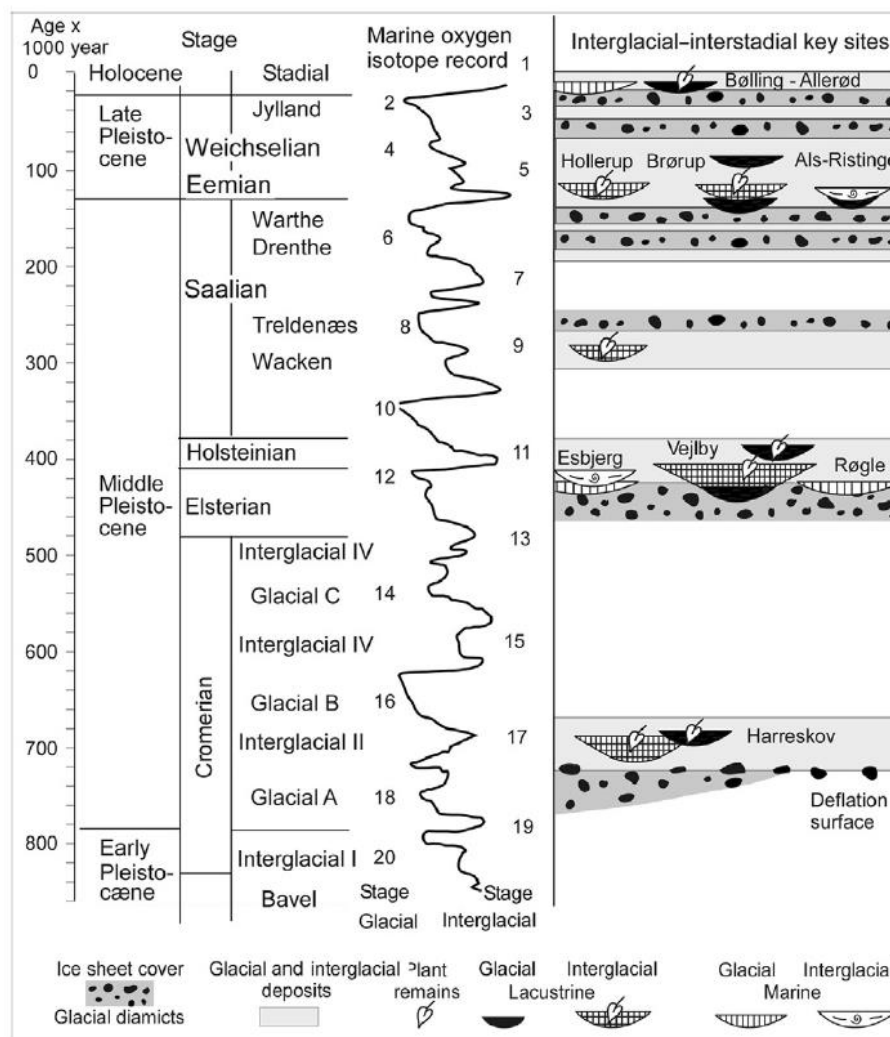 Age x
1000 year
Stage
Marine oxygen
isotope record
Interglacial–interstadial key sites
0
Holocene
Stadial
1
Bølling - Allerød
Jylland
2
3
Late
Pleisto-
cene
Weichselian
4
5
Hollerup
Brørup
Als-Ristinge
100
Eemian
Warthe
Drenthe
6
200
Saalian
7
Treldenæs
8
9
300
Wacken
10
400
Holsteinian
11
Esbjerg
Vejlby
Røgle
12
Middle
Pleisto-
cene
Elsterian
500
Interglacial IV
13
Glacial C
14
600
Interglacial IV
15
Glacial B
16
700
Cromerian
Interglacial II
17
Harreskov
Glacial A
18
Deflation
surface
19
800
Early
Pleisto-
cæne
Interglacial I
20
Bavel
Stage
Stage
Glacial
Interglacial
Ice sheet cover
Glacial diamicts
Glacial and interglacial
deposits
Plant
remains
Glacial
Interglacial
Lacustrine
Glacial
Interglacial
Marine